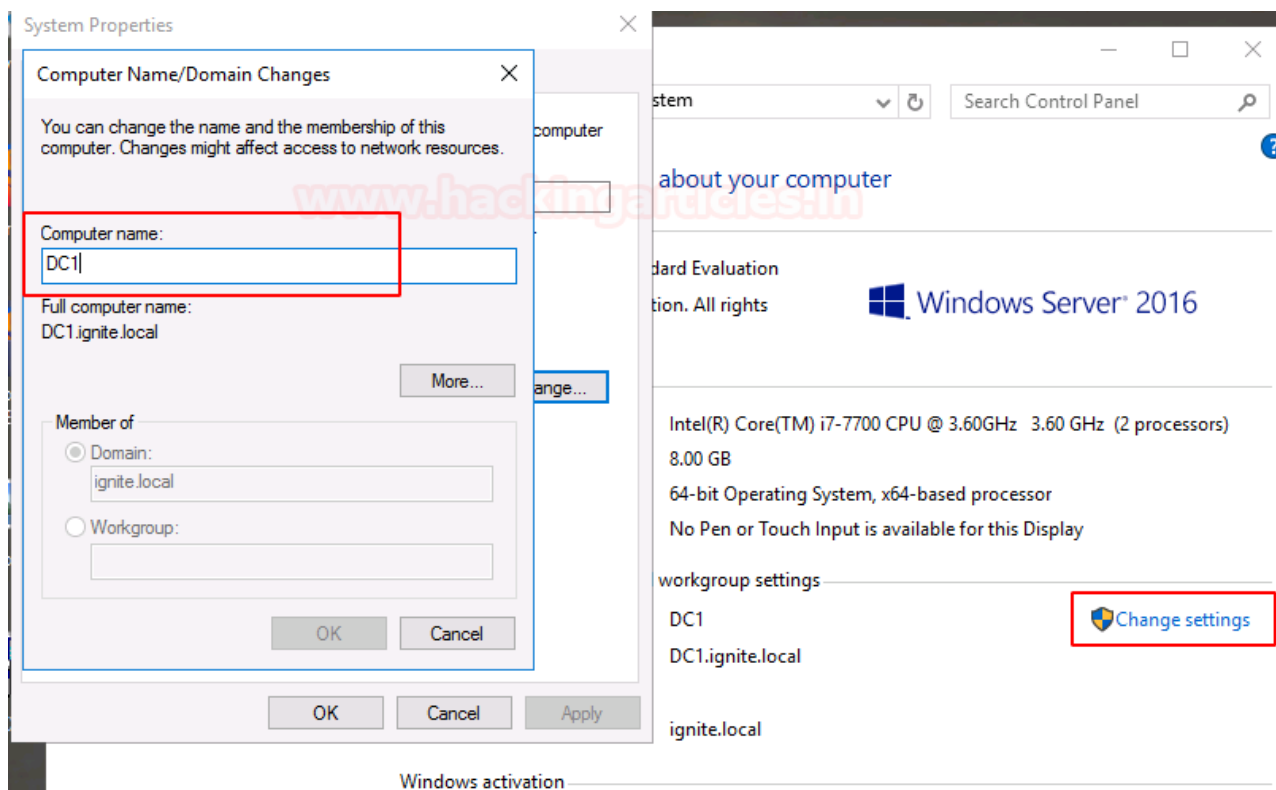 System Properties
Computer Name/Domain Changes
You can change the name and the membership of this
computer. Changes might affect access to network resources.
Computer name:
DC1
Full computer name:
DC1.ignite.local
More...
Member of
Domain:
ignite.local
Workgroup:
OK
Cancel
computer
ange...
OK
Cancel
Apply
www.hackingarticles.in
stem
Search Control Panel
?
about your computer
dard Evaluation
tion. All rights
Windows Server® 2016
Intel(R) Core(TM) i7-7700 CPU @ 3.60GHz 3.60 GHz (2 processors)
8.00 GB
64-bit Operating System, x64-based processor
No Pen or Touch Input is available for this Display
workgroup settings
DC1
Change settings
DC1.ignite.local
ignite.local
Windows activation